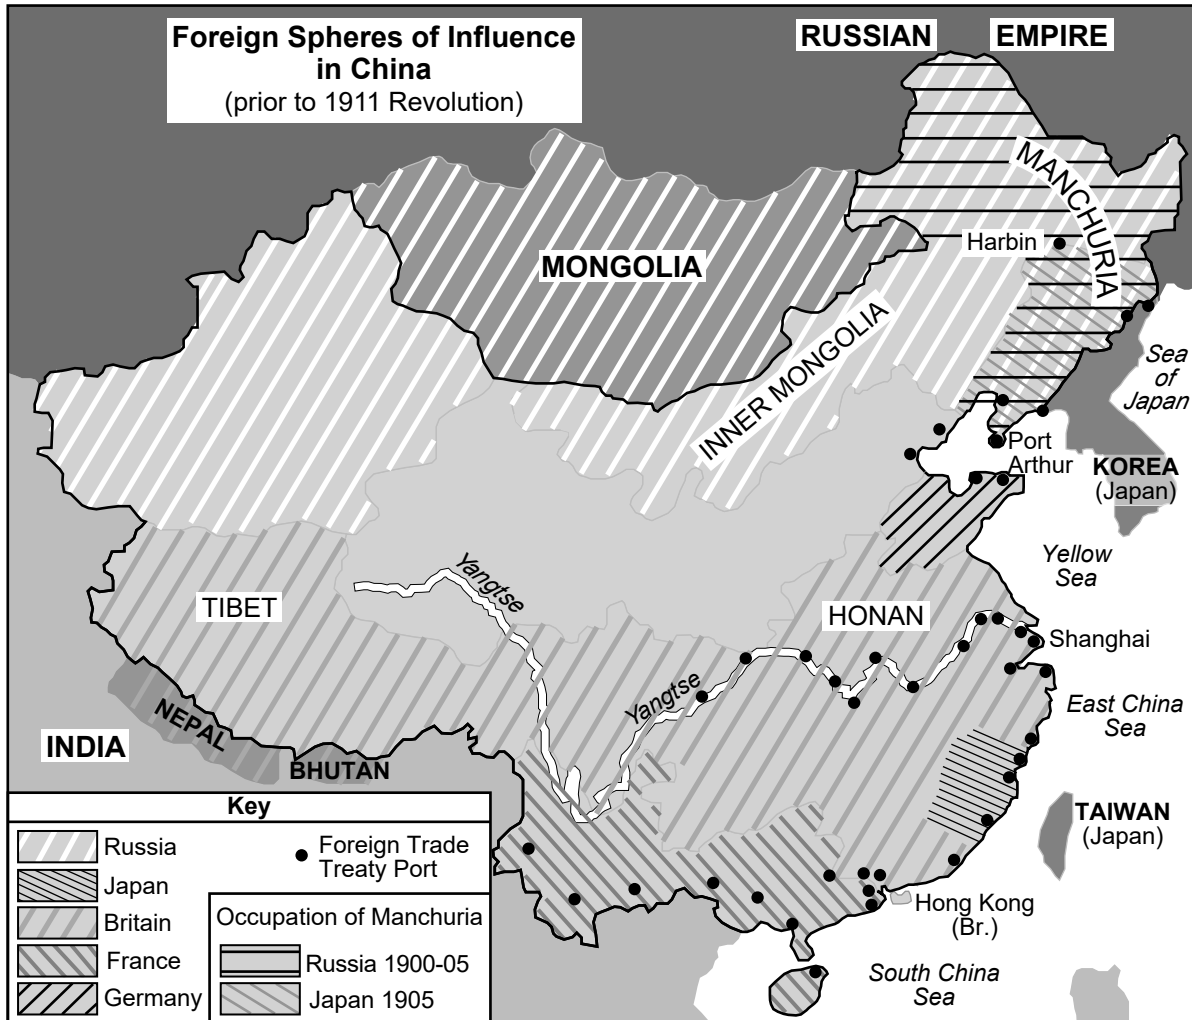 Foreign Spheres of Influence
in China
(prior to 1911 Revolution)
RUSSIAN EMPIRE
MANCHURIA
Harbin
MONGOLIA
INNER MONGOLIA
Sea
of
Japan
Port
Arthur
KOREA
(Japan)
Yellow
Sea
Yangtse
TIBET
HONAN
Shanghai
Yangtse
East China
Sea
NEPAL
INDIA
BHUTAN
TAIWAN
(Japan)
Hong Kong
(Br.)
South China
Sea
Key
Russia
Japan
Britain
France
Germany
Foreign Trade
Treaty Port
Occupation of Manchuria
Russia 1900-05
Japan 1905